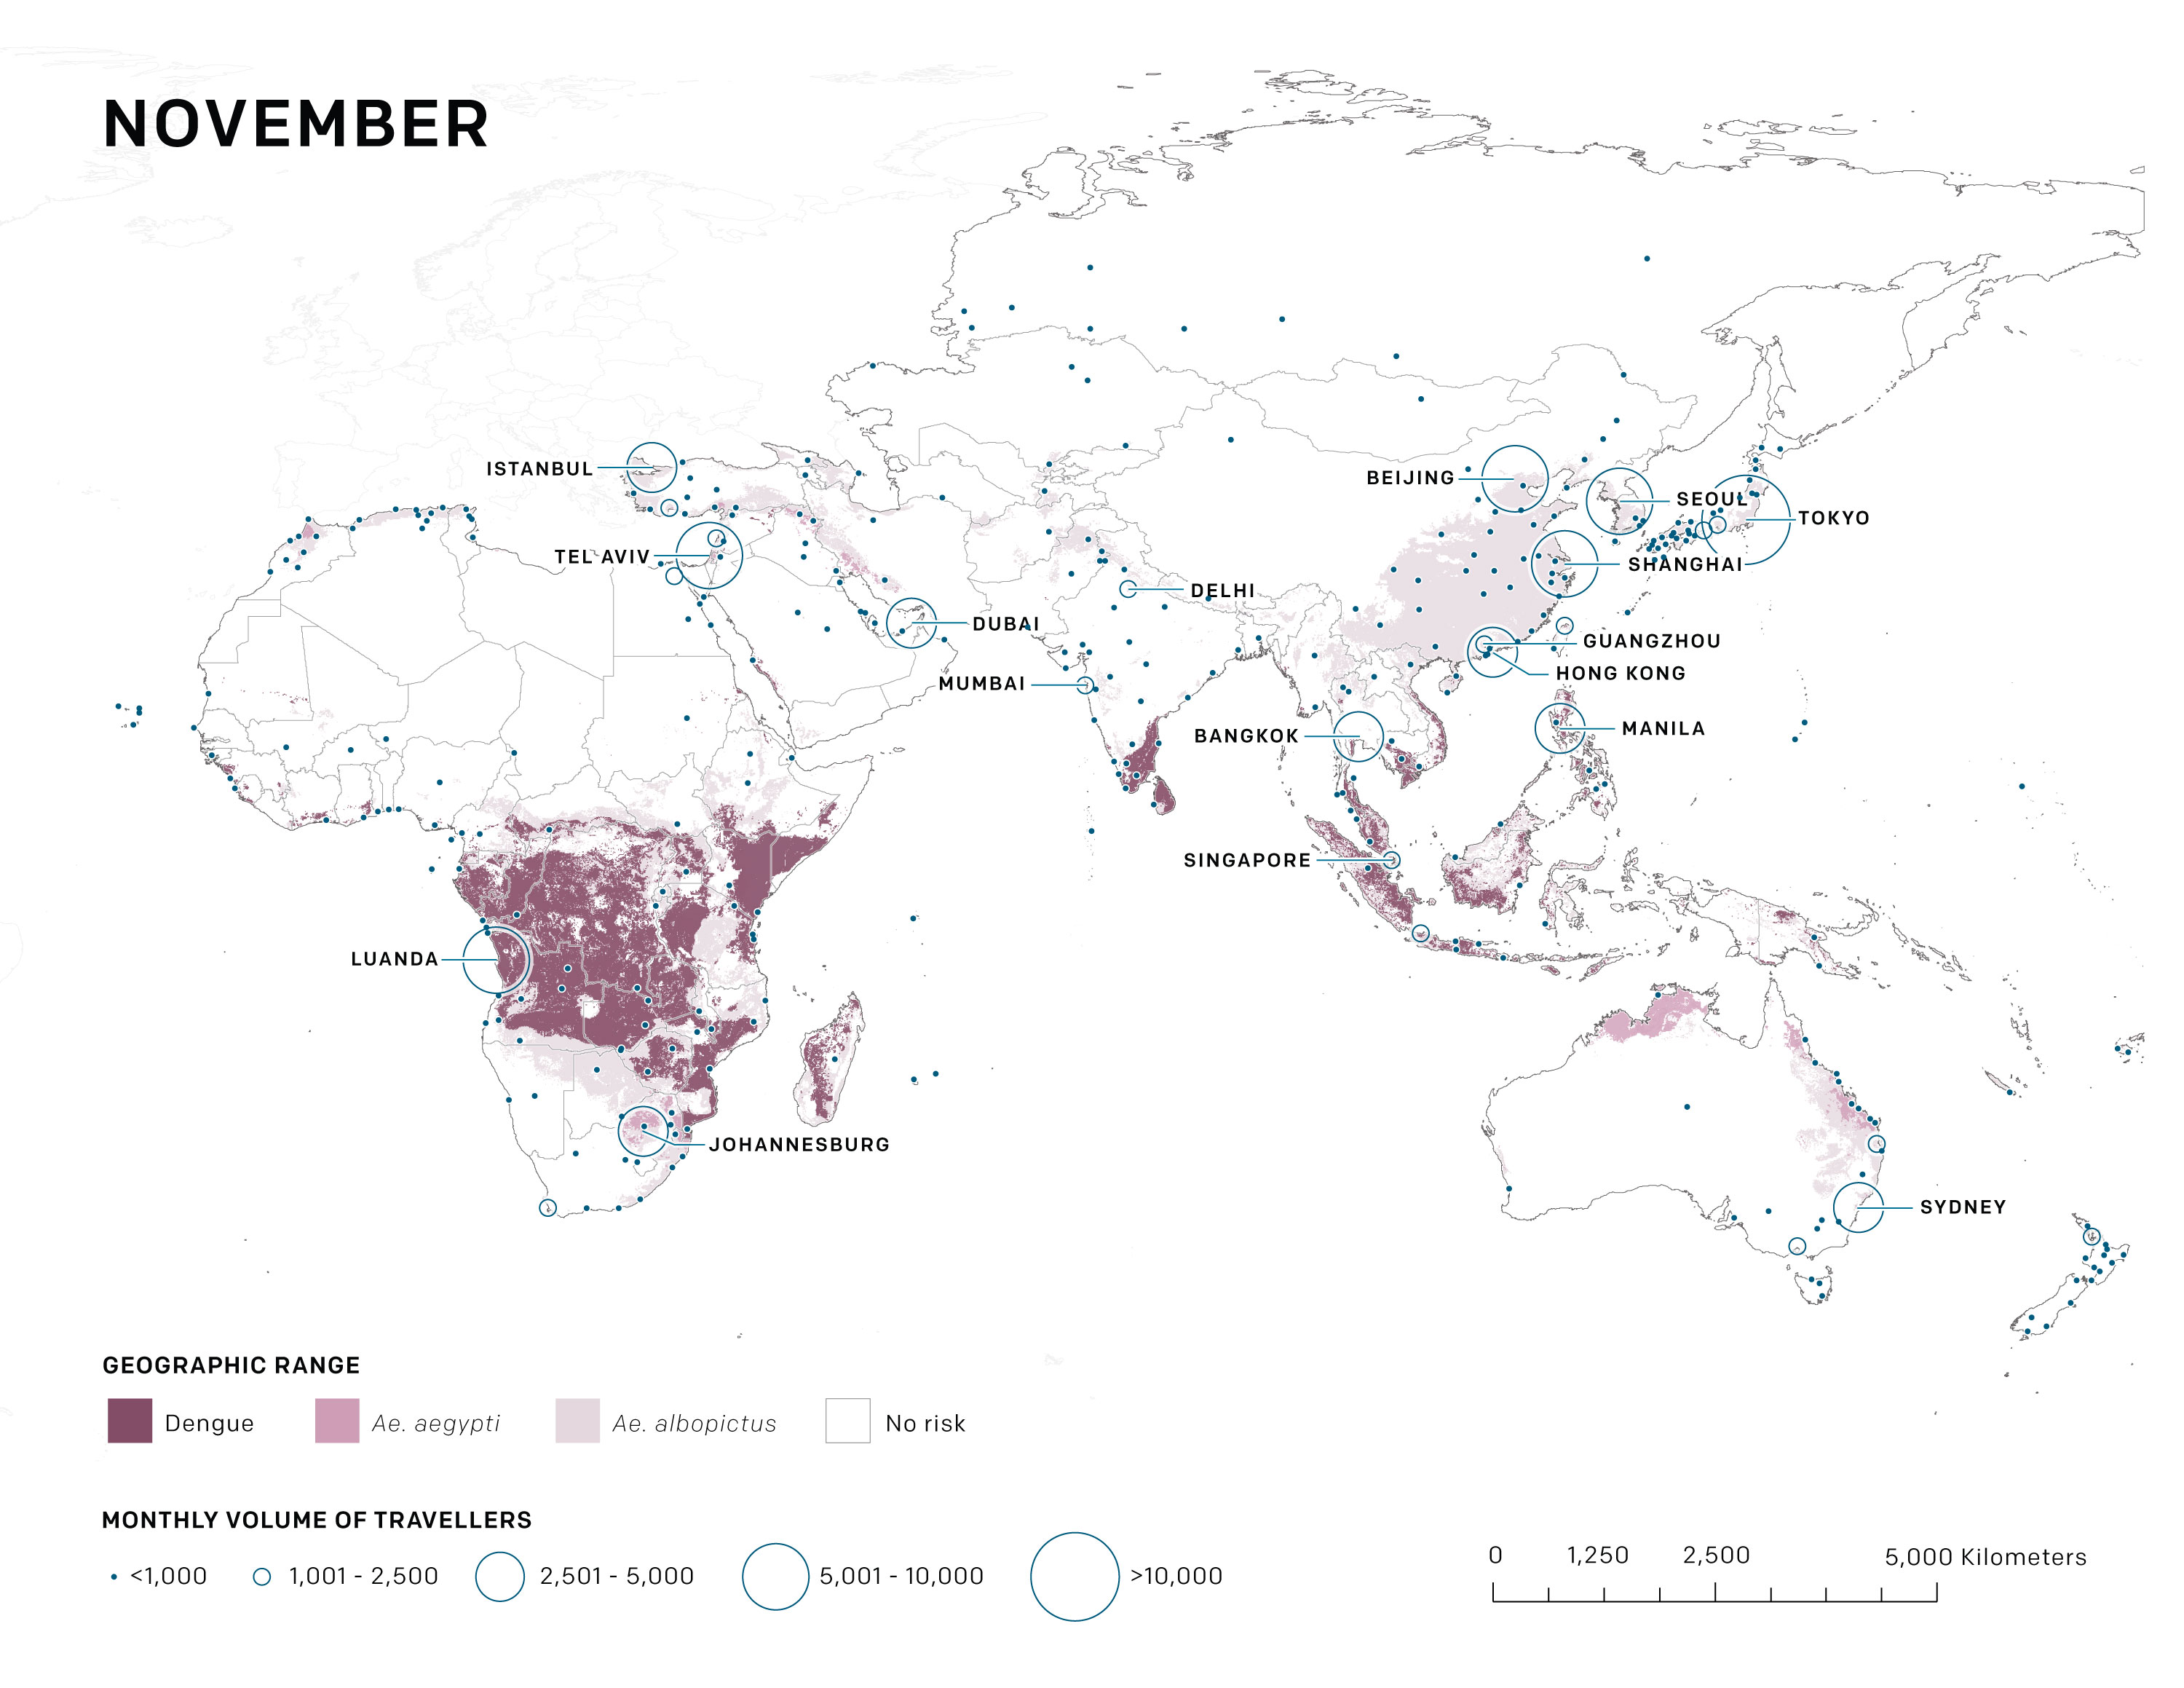 NOVEMBER
ISTANBUL
BEIJING
SEOUL
TOKYO
TEL AVIV
SHANGHAI
DELHI
DUBAI
GUANGZHOU
HONG KONG
MUMBAI
MANILA
BANGKOK
SINGAPORE
LUANDA
JOHANNESBURG
SYDNEY
GEOGRAPHIC RANGE
Dengue Ae. aegypti Ae. albopictus No risk
MONTHLY VOLUME OF TRAVELLERS
<1,000 1,001 - 2,500 2,501 - 5,000 5,001 - 10,000 >10,000
0 1,250 2,500 5,000 Kilometers